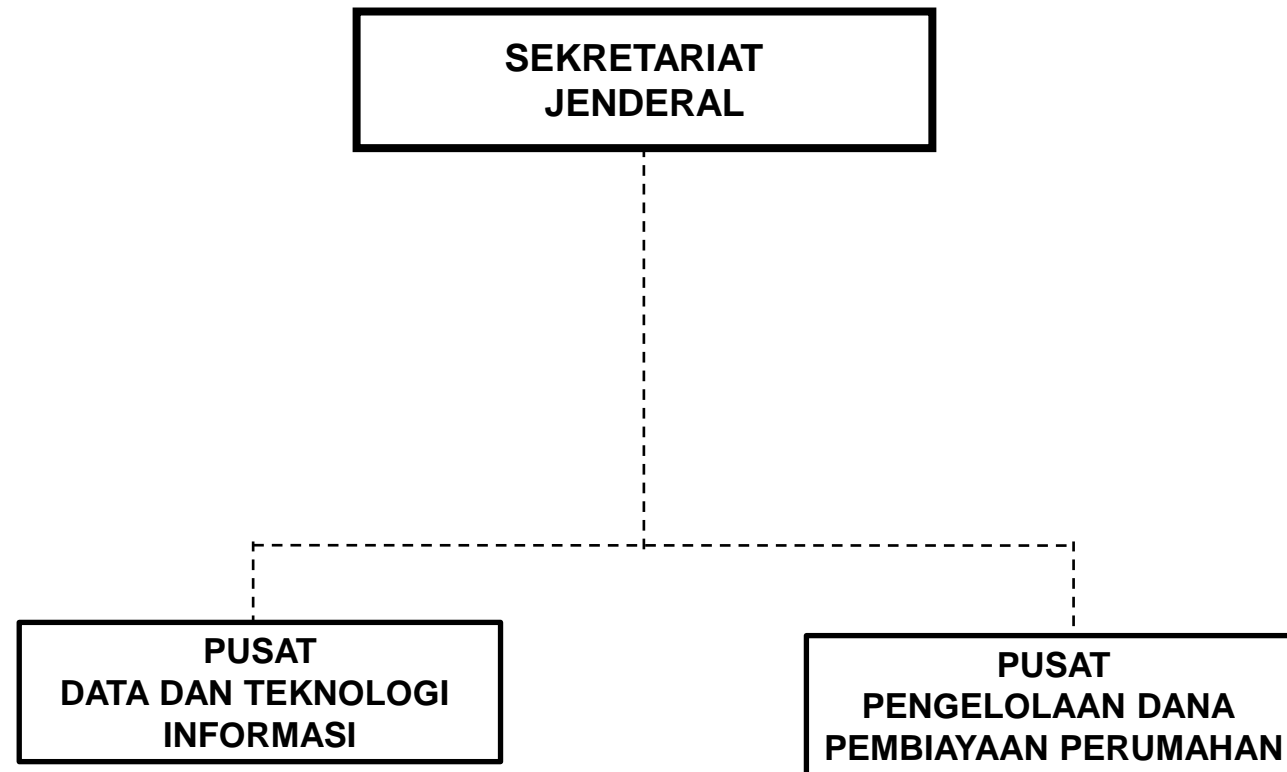 SEKRETARIAT
JENDERAL
PUSAT
DATA DAN TEKNOLOGI
INFORMASI
PUSAT
PENGELOLAAN DANA
PEMBIAYAAN PERUMAHAN